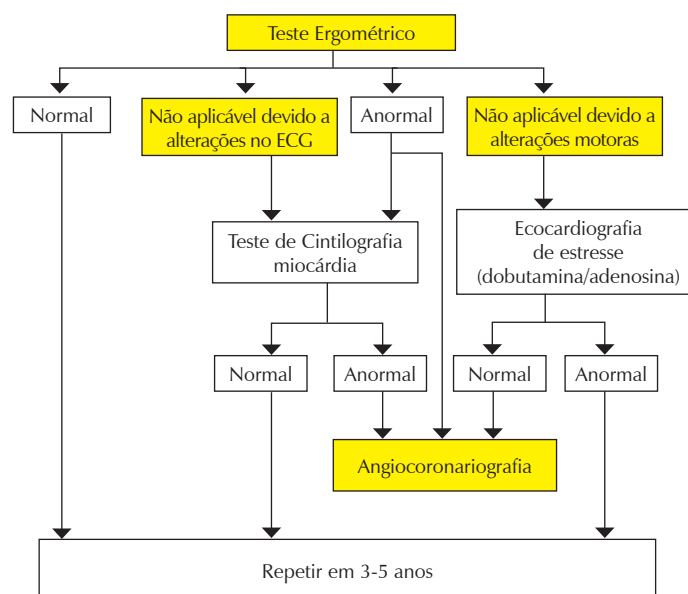 Teste Ergométrico
Normal
Não aplicável devido a
alterações no ECG
Anormal
Não aplicável devido a
alterações motoras
Teste de Cintilografia
miocárdia
Ecocardiografia
de estresse
(dobutamina/adenosina)
Normal
Anormal
Normal
Anormal
Angiocoronariografia
Repetir em 3-5 anos